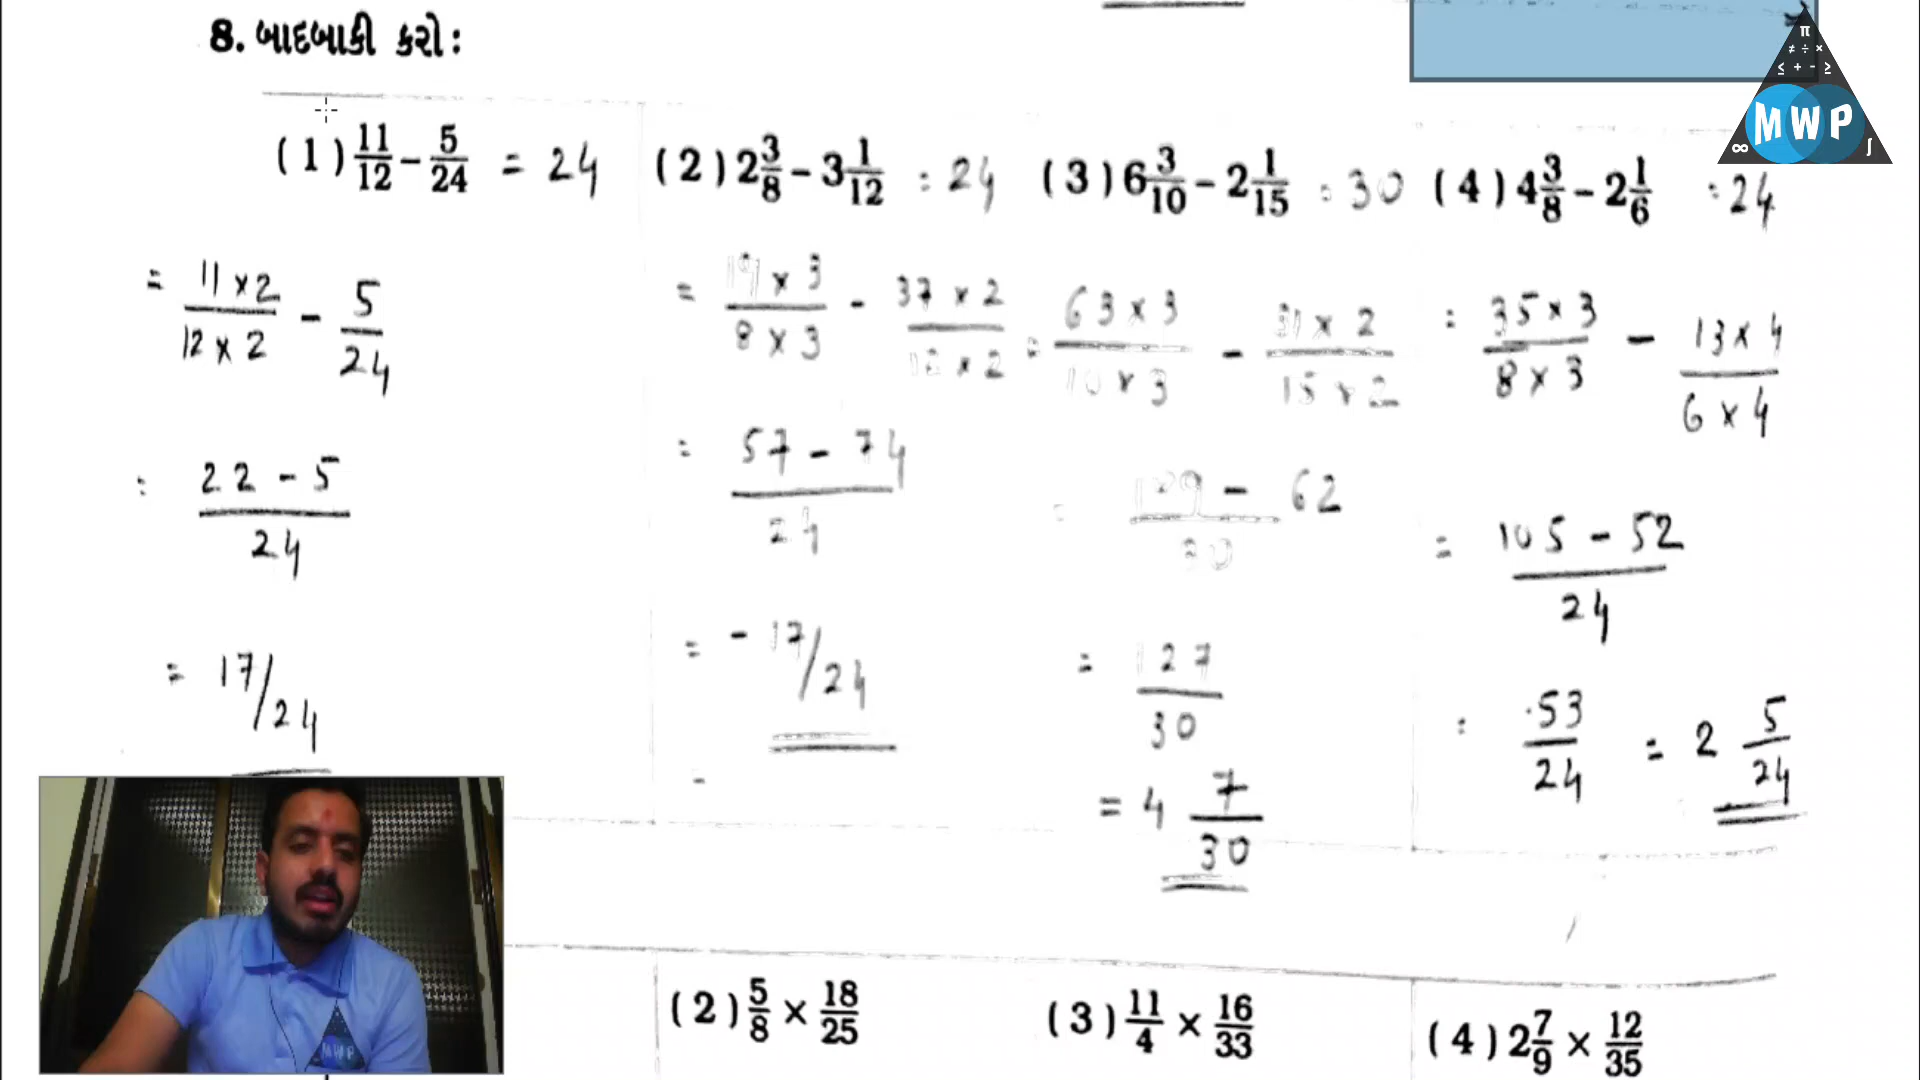 8. બાદબાકી કરો :
(1) 11/12 - 5/24 = 24
= 11 x 2 / 12 x 2 - 5/24
: 22 - 5 / 24
= 17/24
(2) 2 3/8 - 3 1/12 : 24
= 19 x 3 / 8 x 3 - 37 x 2 / 12 x 2
: 57 - 74 / 24
= - 17/24
=
(3) 6 3/10 - 2 1/15 : 30
= 63 x 3 / 10 x 3 - 31 x 2 / 15 x 2
= 189 - 62 / 30
= 127/30
= 4 7/30
(4) 4 3/8 - 2 1/6 : 24
: 35 x 3 / 8 x 3 - 13 x 4 / 6 x 4
= 105 - 52 / 24
: 53/24 = 2 5/24
(2) 5/8 × 18/25
(3) 11/4 × 16/33
(4) 2 7/9 × 12/35
π
≠ ÷ ×
≤ + - ≥
MWP
∞ ∫
MWP